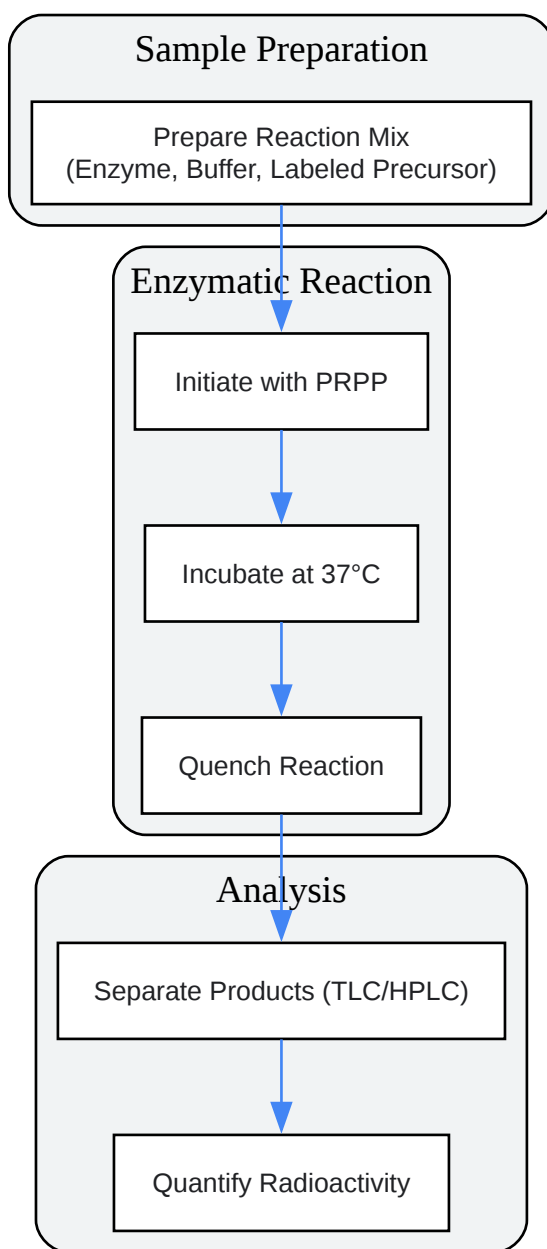 Sample Preparation
Prepare Reaction Mix
(Enzyme, Buffer, Labeled Precursor)
Enzymatic Reaction
Initiate with PRPP
Incubate at 37°C
Quench Reaction
Analysis
Separate Products (TLC/HPLC)
Quantify Radioactivity